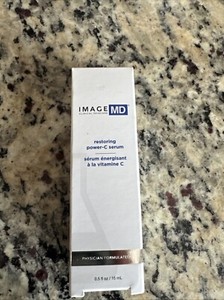 IMAGE MD®
restoring
power-C serum
sérum énergisant
à la vitamine C
PHYSICIAN FORMULATED
0.5 fl oz / 15 mL